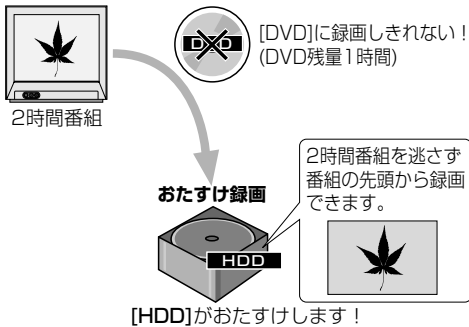 [DVD]に録画しきれない！
(DVD残量1時間)
DVD
2時間番組
2時間番組を逃さず
番組の先頭から録画
できます。
おたすけ録画
HDD
[HDD]がおたすけします！